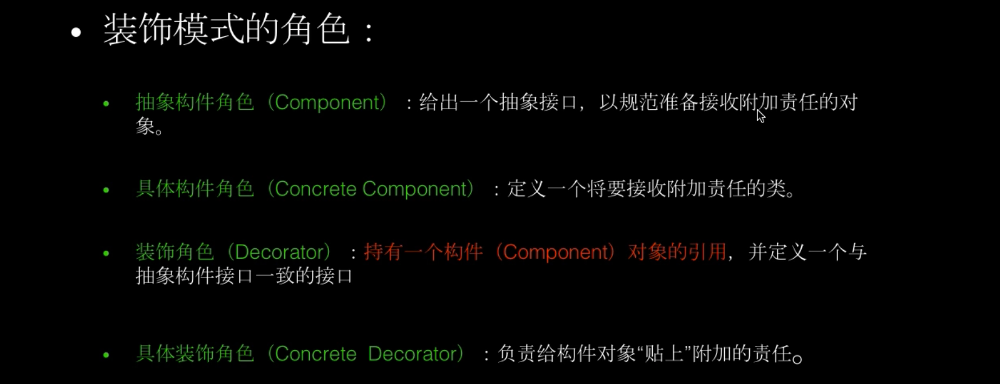 • 装饰模式的角色：
• 抽象构件角色（Component）：给出一个抽象接口，以规范准备接收附加责任的对
象。
• 具体构件角色（Concrete Component）：定义一个将要接收附加责任的类。
• 装饰角色（Decorator）：持有一个构件（Component）对象的引用，并定义一个与
抽象构件接口一致的接口
• 具体装饰角色（Concrete Decorator）：负责给构件对象“贴上”附加的责任。